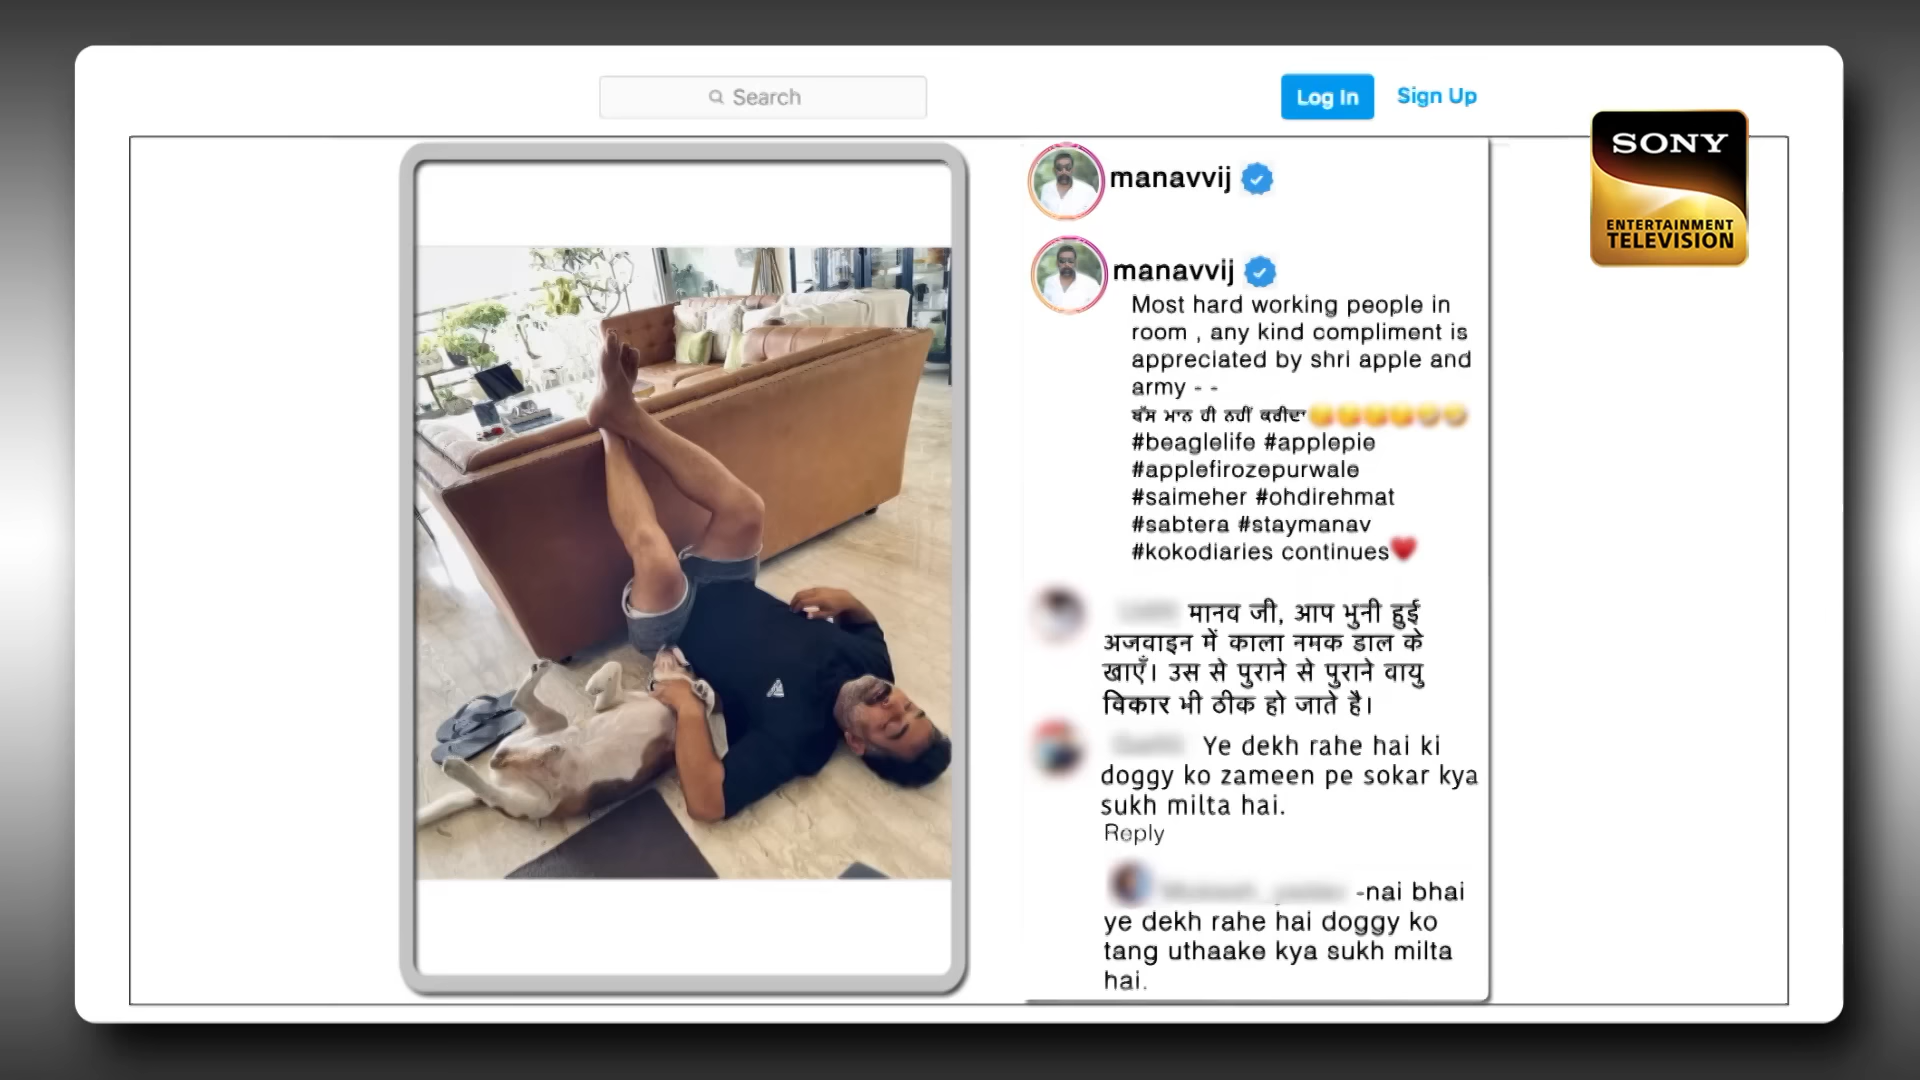 Search
Log In
Sign Up
SONY
ENTERTAINMENT
TELEVISION
manavvij
manavvij
Most hard working people in
room , any kind compliment is
appreciated by shri apple and
army - -
ਬੱਸ ਮਾਨ ਹੀ ਨਹੀਂ ਕਰੀਦਾ
#beaglelife #applepie
#applefirozepurwale
#saimeher #ohdirehmat
#sabtera #staymanav
#kokodiaries continues❤️
मानव जी, आप भुनी हुई
अजवाइन में काला नमक डाल के
खाएँ। उस से पुराने से पुराने वायु
विकार भी ठीक हो जाते है।
Ye dekh rahe hai ki
doggy ko zameen pe sokar kya
sukh milta hai.
Reply
-nai bhai
ye dekh rahe hai doggy ko
tang uthaake kya sukh milta
hai.